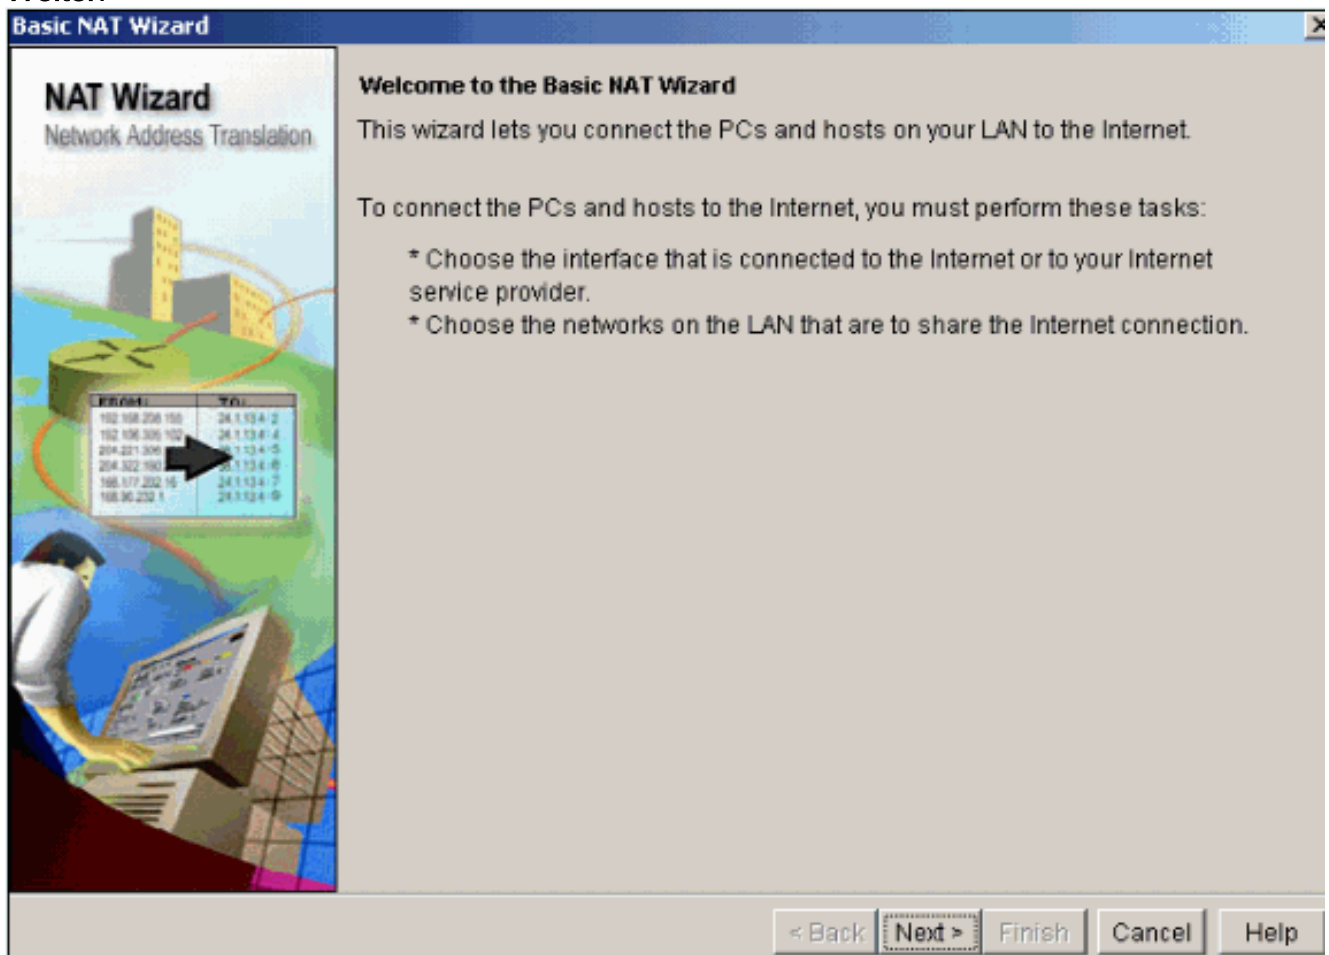 Basic NAT Wizard
NAT Wizard
Network Address Translation
Welcome to the Basic NAT Wizard
This wizard lets you connect the PCs and hosts on your LAN to the Internet.
To connect the PCs and hosts to the Internet, you must perform these tasks:
* Choose the interface that is connected to the Internet or to your Internet
service provider.
* Choose the networks on the LAN that are to share the Internet connection.
FROM: TO:
< Back Next > Finish Cancel Help